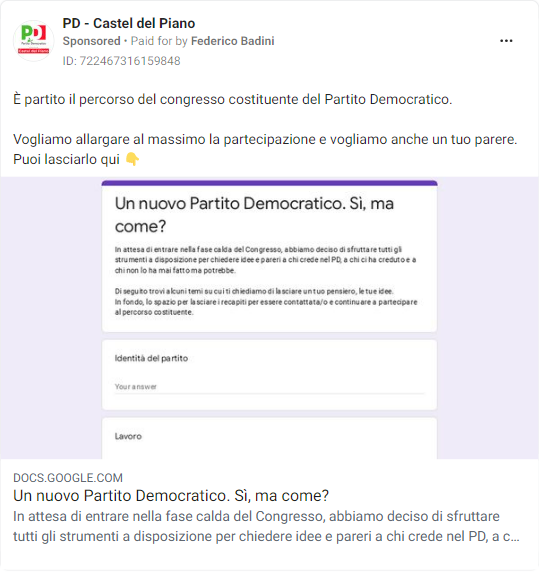 PD - Castel del Piano
Sponsored • Paid for by Federico Badini
ID: 722467316159848
È partito il percorso del congresso costituente del Partito Democratico.
Vogliamo allargare al massimo la partecipazione e vogliamo anche un tuo parere.
Puoi lasciarlo qui 👇
PD
Partito Democratico
Castel del Piano
Un nuovo Partito Democratico. Sì, ma
come?
In attesa di entrare nella fase calda del Congresso, abbiamo deciso di sfruttare tutti gli
strumenti a disposizione per chiedere idee e pareri a chi crede nel PD, a chi ci ha creduto e a
chi non lo ha mai fatto ma potrebbe.
Di seguito trovi alcuni temi su cui ti chiediamo di lasciare un tuo pensiero, le tue idee.
In fondo, lo spazio per lasciare i recapiti per essere contattata/o e continuare a partecipare
al percorso costituente.
Identità del partito
Your answer
Lavoro
DOCS.GOOGLE.COM
Un nuovo Partito Democratico. Sì, ma come?
In attesa di entrare nella fase calda del Congresso, abbiamo deciso di sfruttare
tutti gli strumenti a disposizione per chiedere idee e pareri a chi crede nel PD, a c...